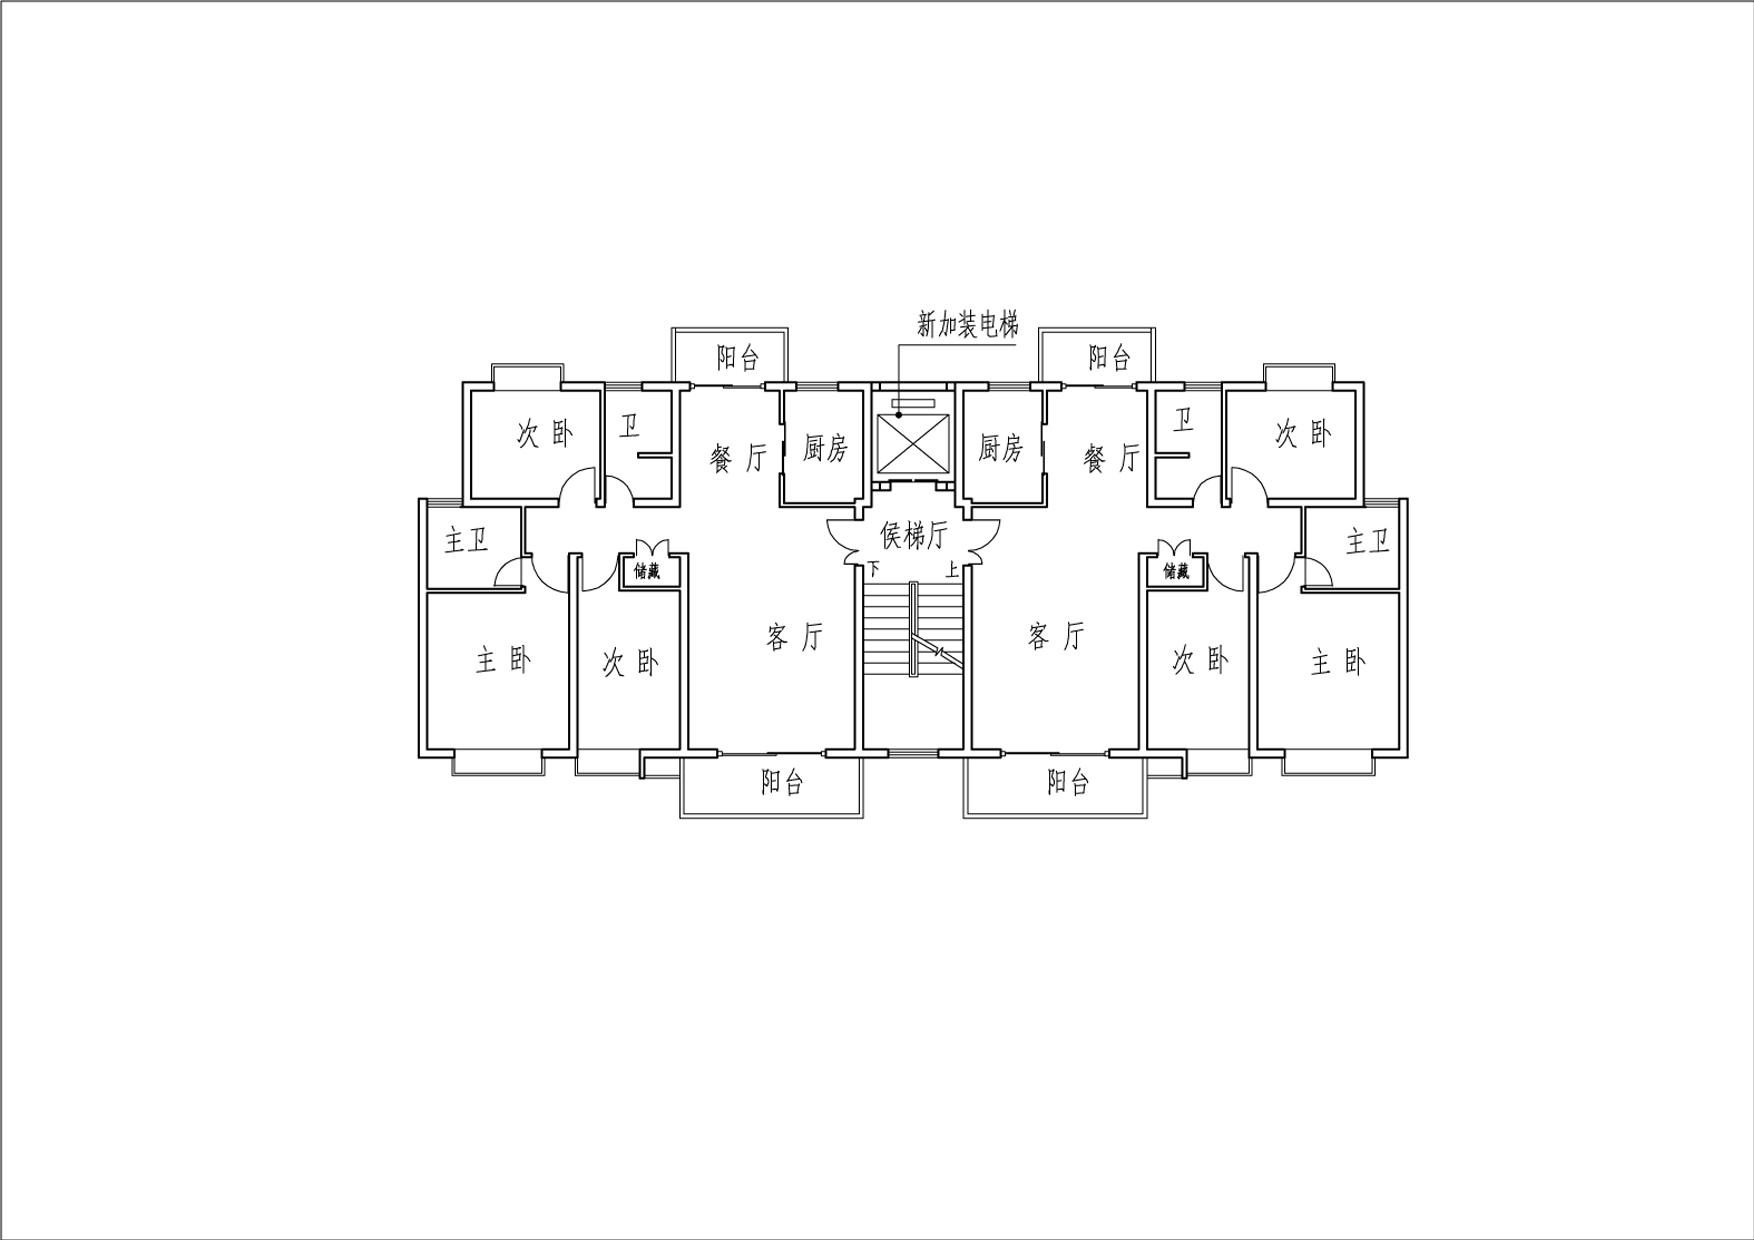 新加装电梯
阳台
阳台
次卧
卫
餐厅
厨房
厨房
餐厅
卫
次卧
主卫
侯梯厅
主卫
下
上
储藏
储藏
主卧
次卧
客厅
客厅
次卧
主卧
阳台
阳台